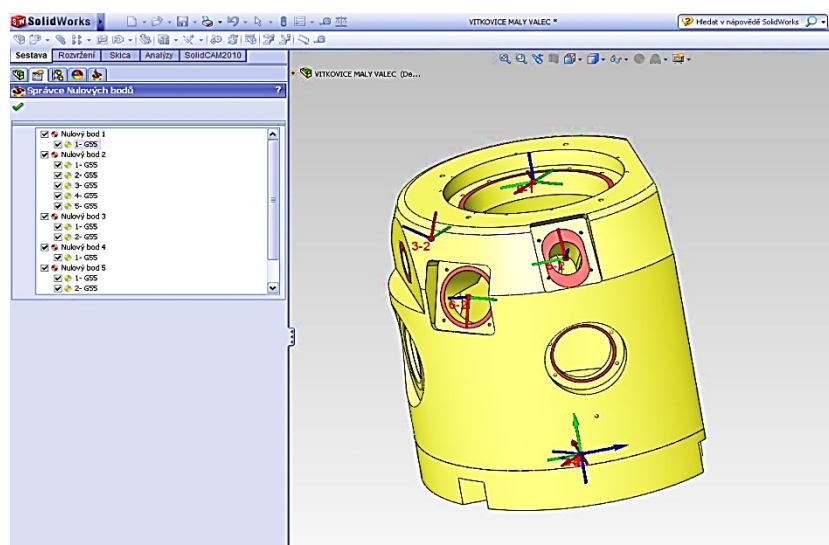 SolidWorks
VITKOVICE MALY VALEC *
Hledat v nápovědě SolidWorks
Sestava Rozvržení Skica Analýzy SolidCAM2010
VITKOVICE MALY VALEC (De...
Správce Nulových bodů
?
Nulový bod 1
1- G55
Nulový bod 2
1- G55
2- G55
3- G55
4- G55
5- G55
Nulový bod 3
1- G55
2- G55
Nulový bod 4
1- G55
Nulový bod 5
1- G55
2- G55
3-2